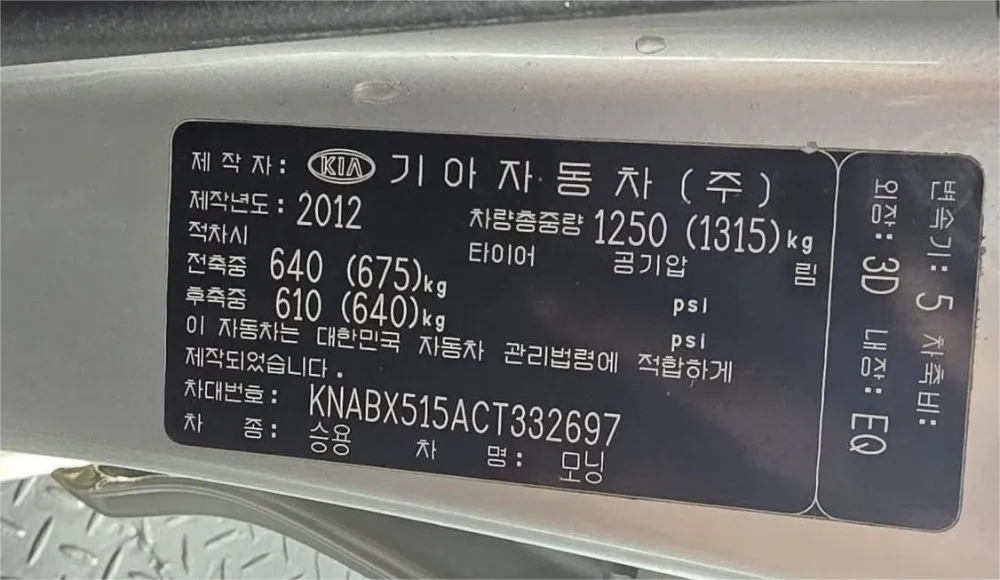 제 작 자 : KIA 기아자동차(주)
제작년도 : 2012 차량총중량 1250 (1315)kg
적차시 타이어 공기압 림
전축중 640 (675)kg psi
후축중 610 (640)kg psi
이 자동차는 대한민국 자동차 관리법령에 적합하게
제작되었습니다.
차대번호: KNABX515ACT332697
차 종: 승용 차 명: 모닝
변속기: 5 차축비:
외장: 3D 내장: EQ